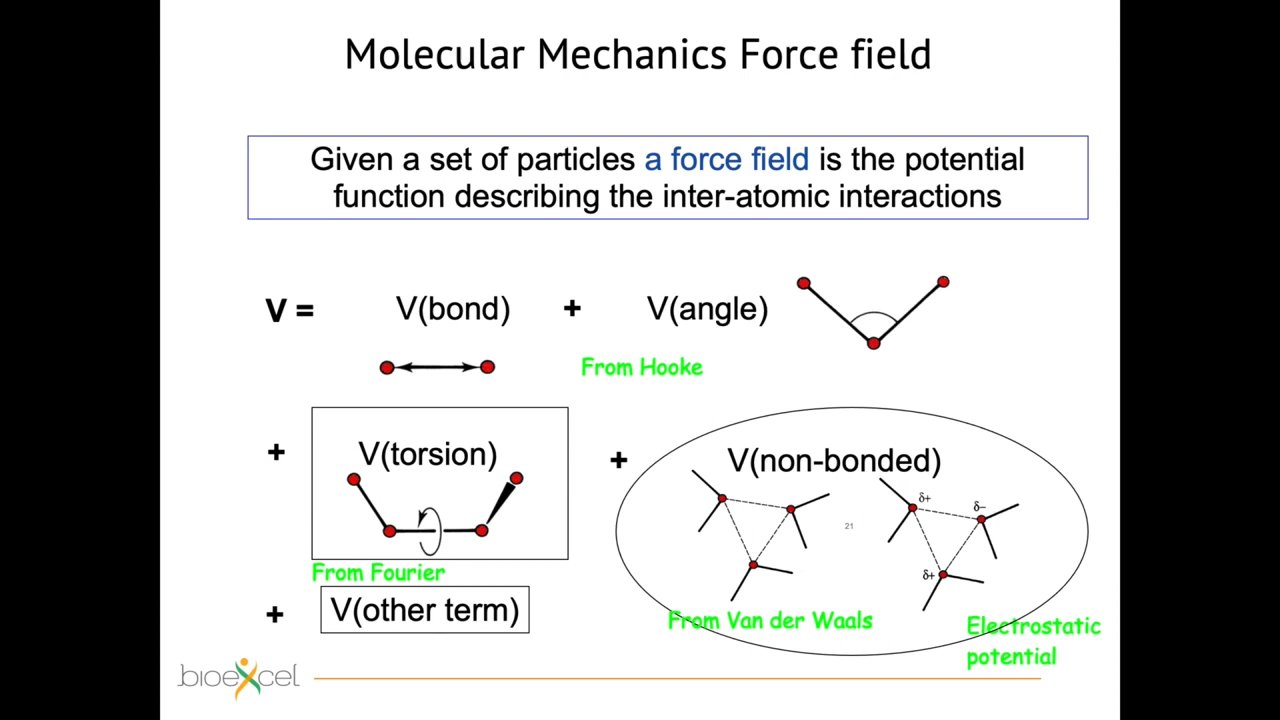 Molecular Mechanics Force field
Given a set of particles a force field is the potential
function describing the inter-atomic interactions
V = V(bond) + V(angle)
From Hooke
+ V(torsion) + V(non-bonded)
δ+ δ−
21
δ+
From Fourier
+ V(other term)
From Van der Waals
Electrostatic
potential
bioexcel